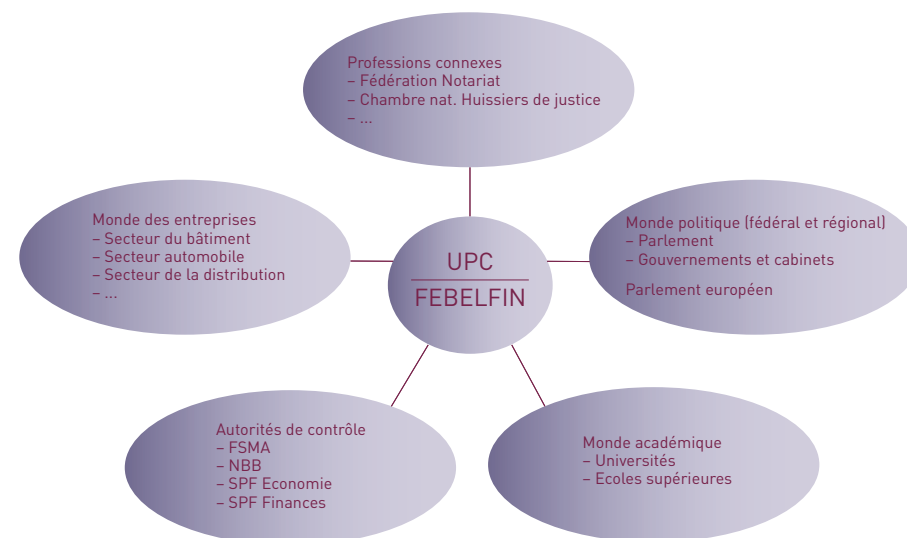 Professions connexes
– Fédération Notariat
– Chambre nat. Huissiers de justice
– ...
Monde des entreprises
– Secteur du bâtiment
– Secteur automobile
– Secteur de la distribution
– ...
UPC
FEBELFIN
Monde politique (fédéral et régional)
– Parlement
– Gouvernements et cabinets
Parlement européen
Autorités de contrôle
– FSMA
– NBB
– SPF Economie
– SPF Finances
Monde académique
– Universités
– Ecoles supérieures